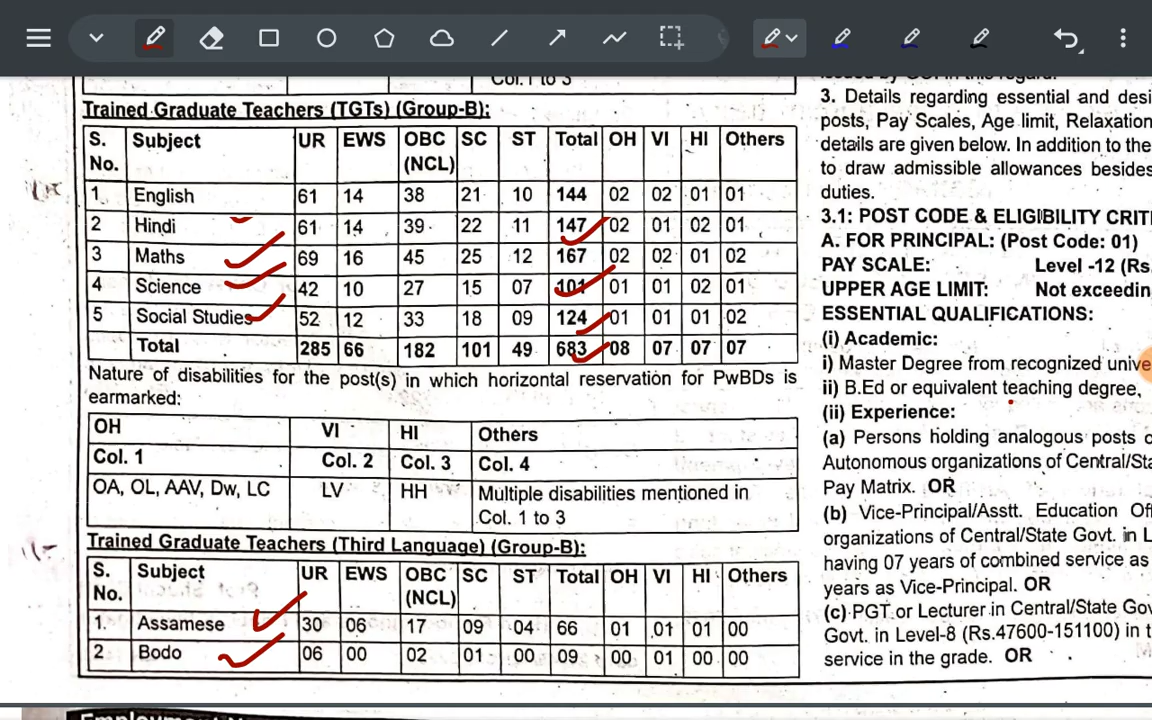 Col.1 to 3
Trained Graduate Teachers (TGTs) (Group-B):
S. No. Subject UR EWS OBC (NCL) SC ST Total OH VI HI Others
1 English 61 14 38 21 10 144 02 02 01 01
2 Hindi 61 14 39 22 11 147 02 01 02 01
3 Maths 69 16 45 25 12 167 02 02 01 02
4 Science 42 10 27 15 07 101 01 01 02 01
5 Social Studies 52 12 33 18 09 124 01 01 01 02
Total 285 66 182 101 49 683 08 07 07 07
Nature of disabilities for the post(s) in which horizontal reservation for PwBDs is
earmarked:
OH VI HI Others
Col. 1 Col. 2 Col. 3 Col. 4
OA, OL, AAV, Dw, LC LV HH Multiple disabilities mentioned in
Col. 1 to 3
Trained Graduate Teachers (Third Language) (Group-B):
S. No. Subject UR EWS OBC (NCL) SC ST Total OH VI HI Others
1. Assamese 30 06 17 09 04 66 01 01 01 00
2 Bodo 06 00 02 01 00 09 00 01 00 00
3. Details regarding essential and desi
posts, Pay Scales, Age limit, Relaxation
details are given below. In addition to the
to draw admissible allowances besides
duties.
3.1: POST CODE & ELIGIBILITY CRIT
A. FOR PRINCIPAL: (Post Code: 01)
PAY SCALE: Level -12 (Rs.
UPPER AGE LIMIT: Not exceedin
ESSENTIAL QUALIFICATIONS:
(i) Academic:
i) Master Degree from recognized unive
ii) B.Ed or equivalent teaching degree,
(ii) Experience:
(a) Persons holding analogous posts o
Autonomous organizations of Central/Sta
Pay Matrix. OR
(b) Vice-Principal/Asstt. Education Off
organizations of Central/State Govt. in L
having 07 years of combined service as
years as Vice-Principal. OR
(c) PGT or Lecturer in Central/State Gov
Govt. in Level-8 (Rs.47600-151100) in t
service in the grade. OR